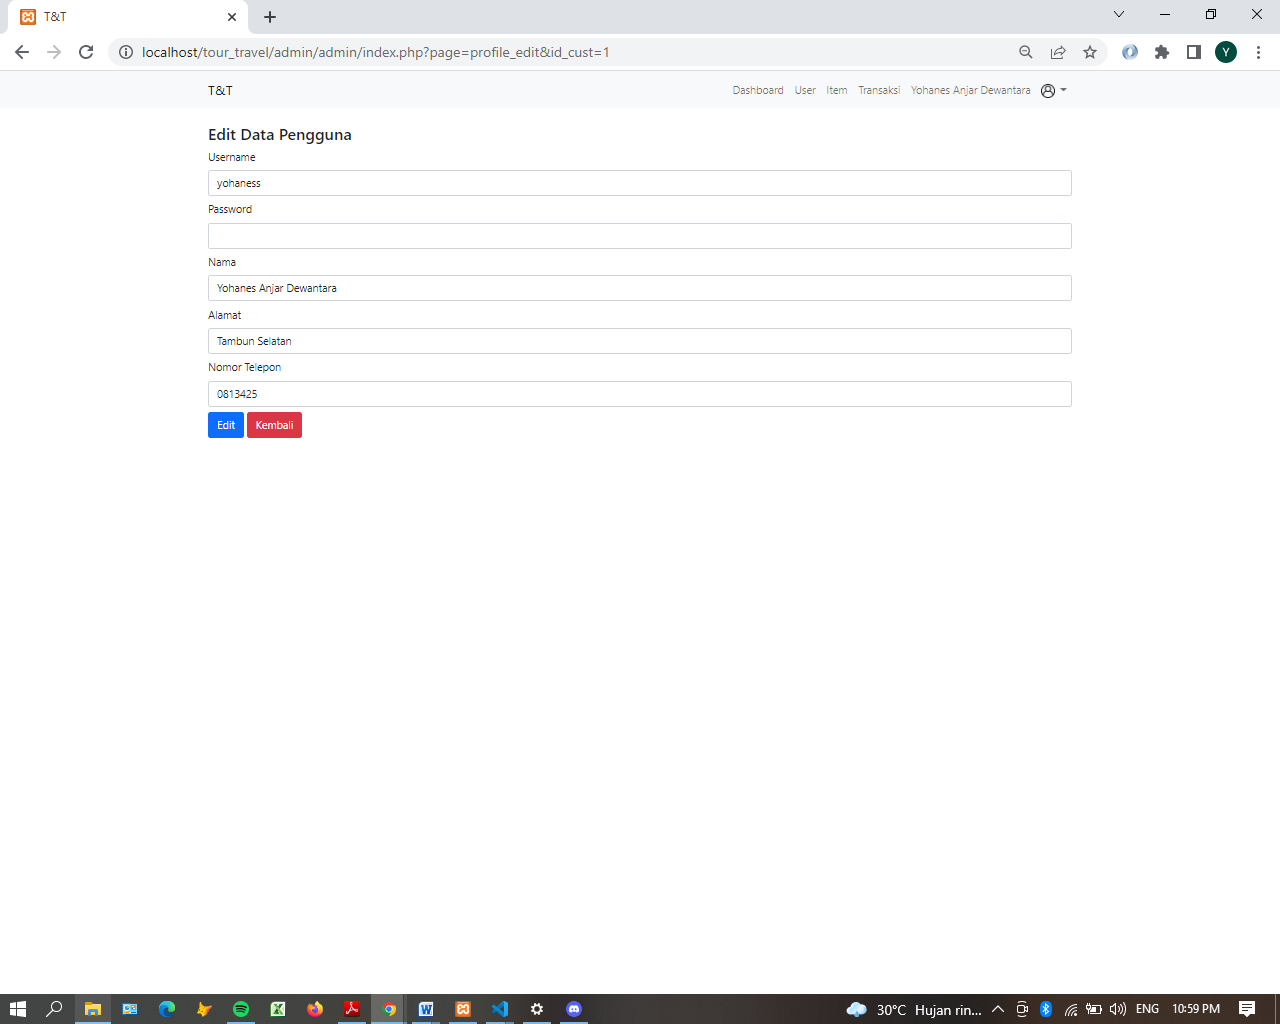 T&T
localhost/tour_travel/admin/admin/index.php?page=profile_edit&id_cust=1
Y
T&T Dashboard User Item Transaksi Yohanes Anjar Dewantara
Edit Data Pengguna
Username
yohaness
Password
Nama
Yohanes Anjar Dewantara
Alamat
Tambun Selatan
Nomor Telepon
0813425
Edit Kembali
30°C Hujan rin... ENG 10:59 PM